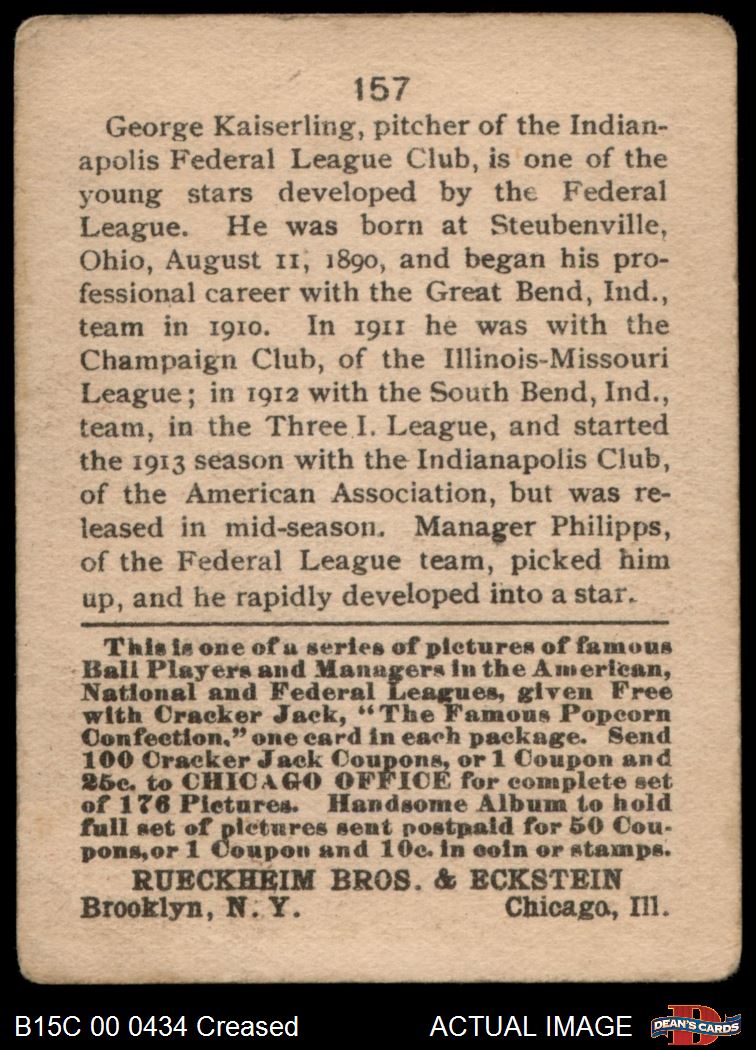 157
George Kaiserling, pitcher of the Indian-
apolis Federal League Club, is one of the
young stars developed by the Federal
League. He was born at Steubenville,
Ohio, August 11, 1890, and began his pro-
fessional career with the Great Bend, Ind.,
team in 1910. In 1911 he was with the
Champaign Club, of the Illinois-Missouri
League; in 1912 with the South Bend, Ind.,
team, in the Three I. League, and started
the 1913 season with the Indianapolis Club,
of the American Association, but was re-
leased in mid-season. Manager Philipps,
of the Federal League team, picked him
up, and he rapidly developed into a star.
This is one of a series of pictures of famous
Ball Players and Managers in the American,
National and Federal Leagues, given Free
with Cracker Jack, "The Famous Popcorn
Confection," one card in each package. Send
100 Cracker Jack Coupons, or 1 Coupon and
25c. to CHICAGO OFFICE for complete set
of 176 Pictures. Handsome Album to hold
full set of pictures sent postpaid for 50 Cou-
pons, or 1 Coupon and 10c. in coin or stamps.
RUECKHEIM BROS. & ECKSTEIN
Brooklyn, N. Y. Chicago, Ill.
B15C 00 0434 Creased ACTUAL IMAGE D DEAN'S CARDS